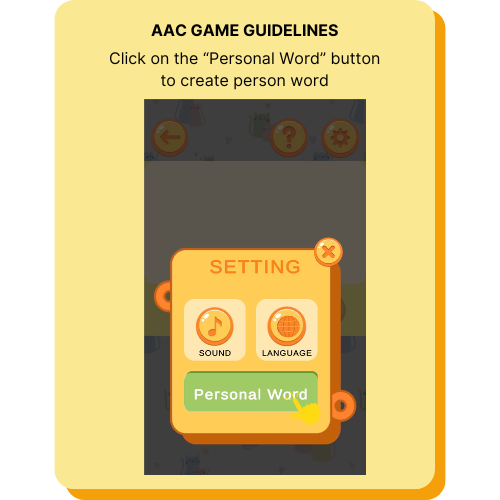 AAC GAME GUIDELINES
Click on the “Personal Word” button
to create person word
?
SETTING
SOUND
LANGUAGE
Personal Word